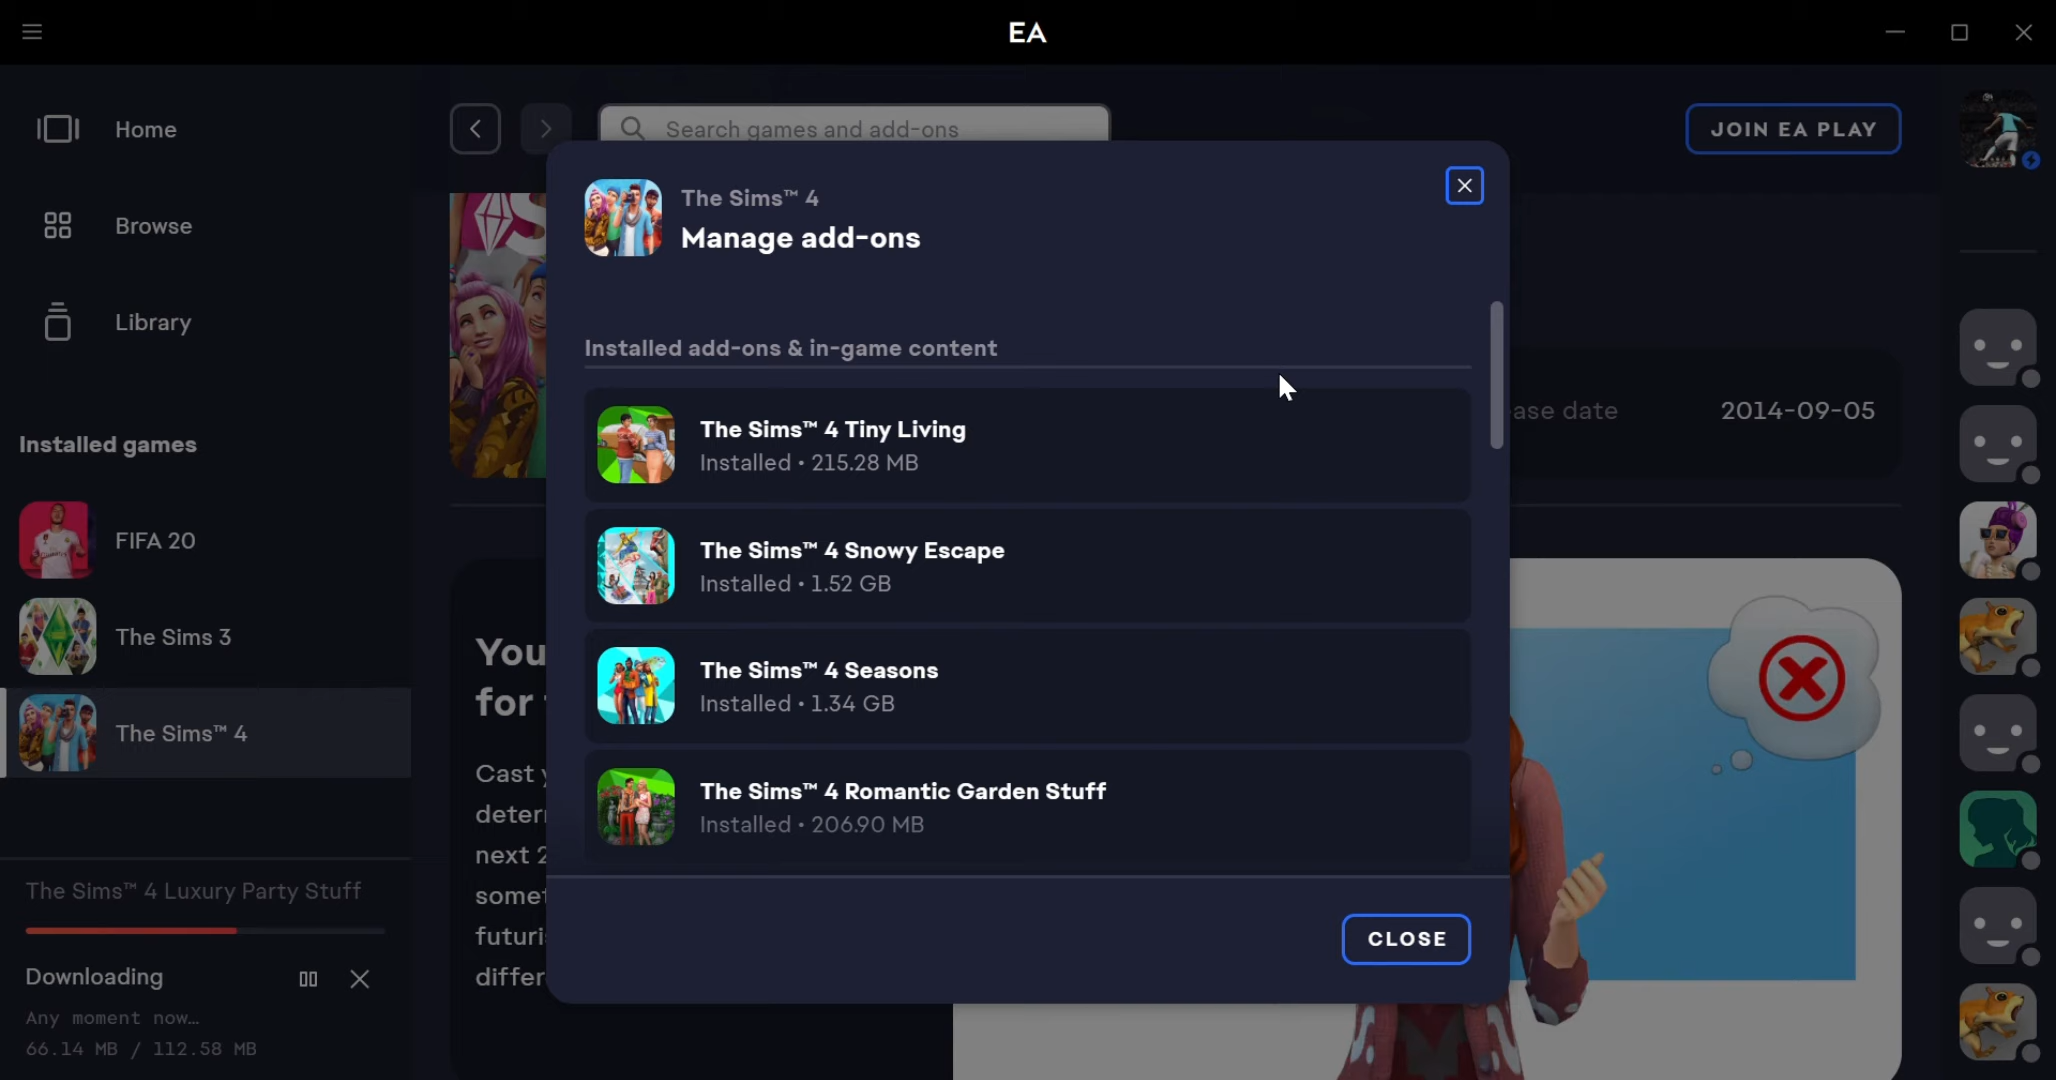 EA
Home
Browse
Library
Installed games
FIFA 20
The Sims 3
The Sims™ 4
The Sims™ 4 Luxury Party Stuff
Downloading
Any moment now…
66.14 MB / 112.58 MB
Search games and add-ons
JOIN EA PLAY
The Sims™ 4
Manage add-ons
Installed add-ons & in-game content
The Sims™ 4 Tiny Living
Installed • 215.28 MB
The Sims™ 4 Snowy Escape
Installed • 1.52 GB
The Sims™ 4 Seasons
Installed • 1.34 GB
The Sims™ 4 Romantic Garden Stuff
Installed • 206.90 MB
CLOSE
ase date
2014-09-05
You
for
Cast
deter
next 2
somet
futuri
differ